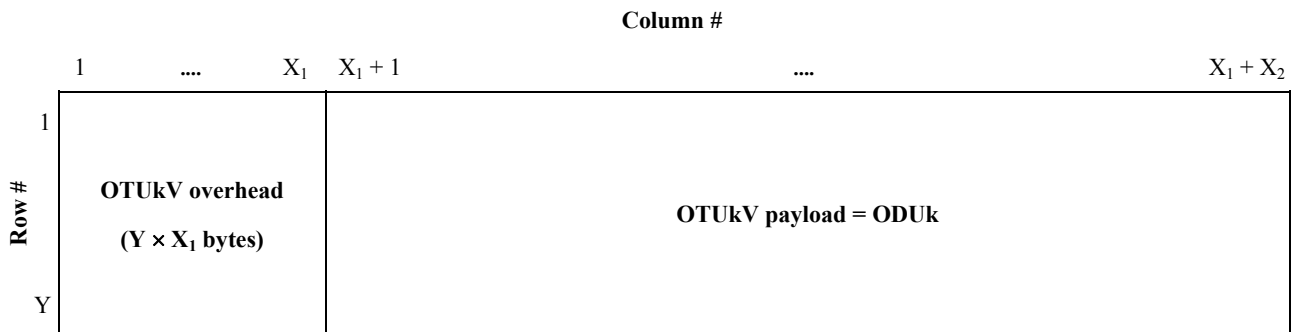 Column #
1 .... X₁ X₁ + 1 .... X₁ + X₂
1
Row #
OTUkV overhead
(Y × X₁ bytes)
OTUkV payload = ODUk
Y